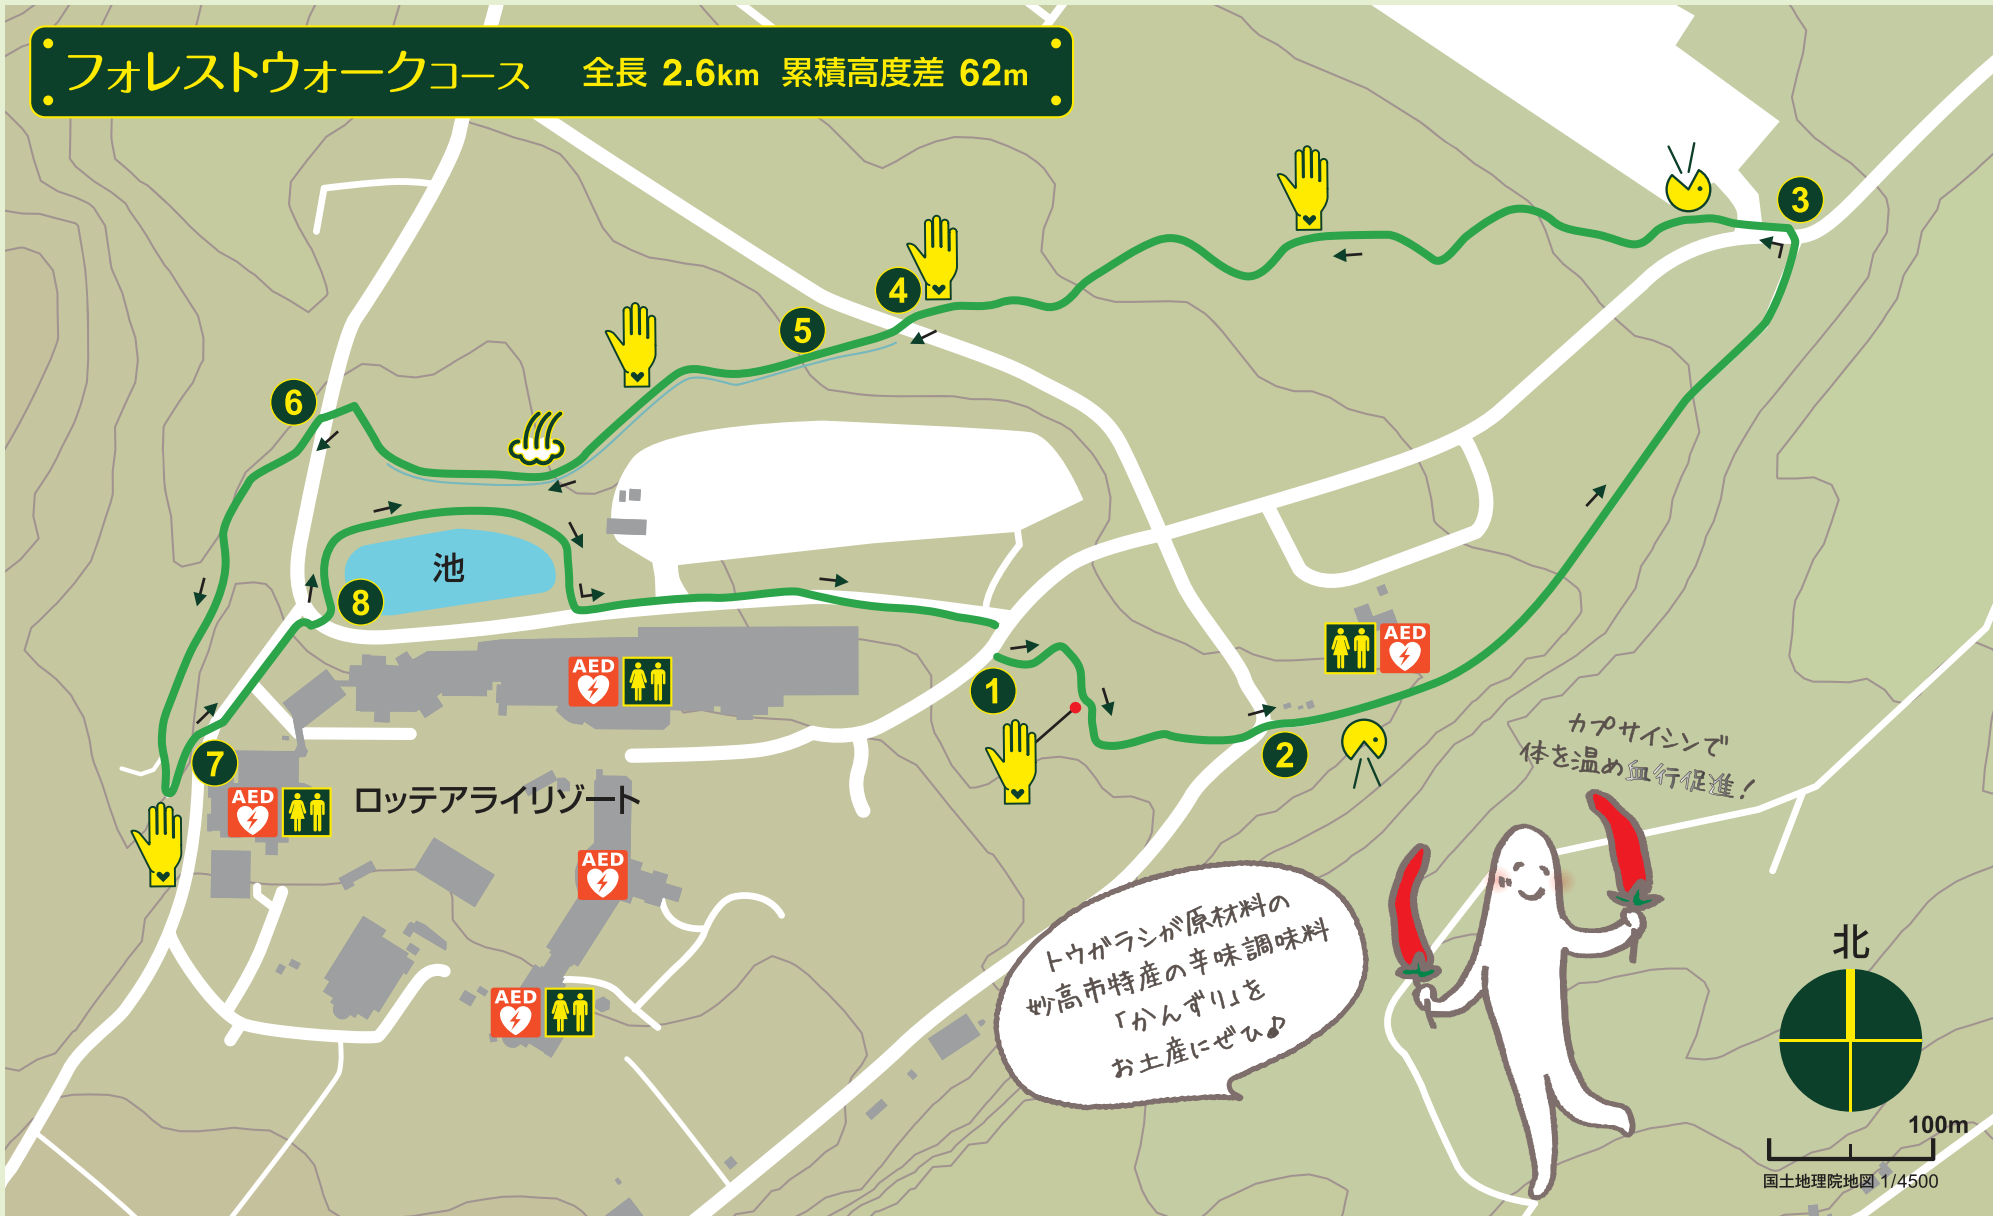 フォレストウォークコース 全長 2.6km 累積高度差 62m
3
4
5
6
池
8
AED
AED
1
7
2
AED
ロッテアライリゾート
AED
AED
カプサイシンで
体を温め血行促進!
トウガラシが原材料の
妙高市特産の辛味調味料
「かんずり」を
お土産にぜひ♪
北
100m
国土地理院地図 1/4500